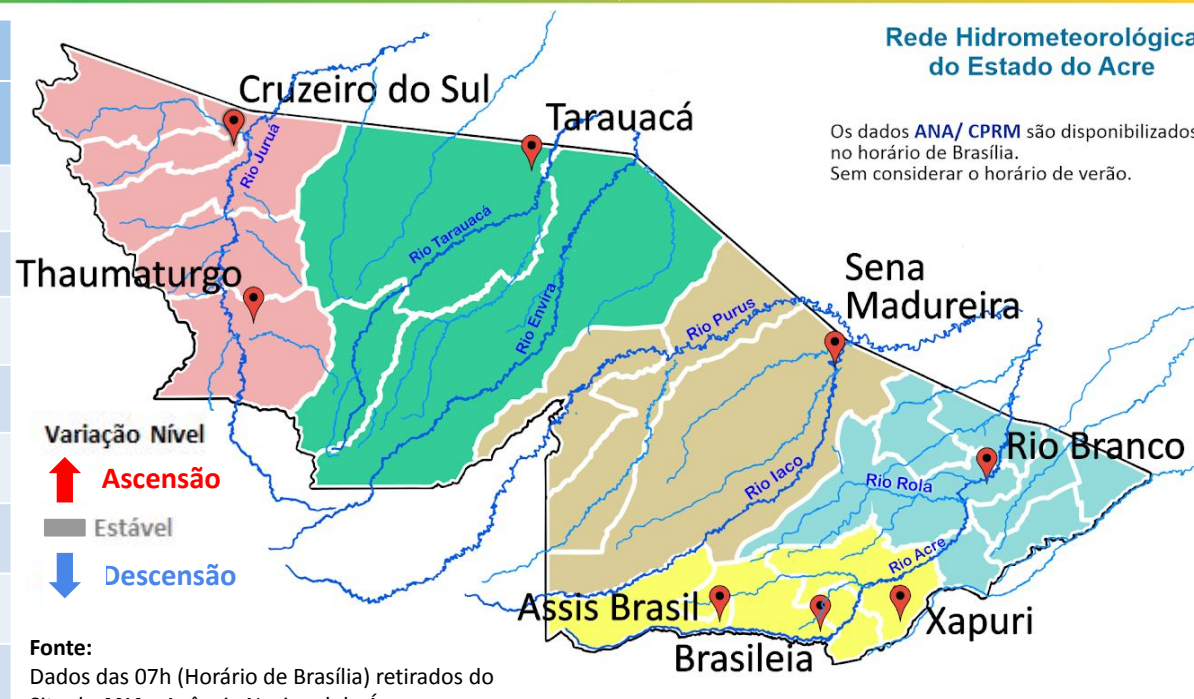 Rede Hidrometeorológica
do Estado do Acre
Os dados ANA/ CPRM são disponibilizados
no horário de Brasília.
Sem considerar o horário de verão.
Cruzeiro do Sul
Tarauacá
Rio Juruá
Rio Tarauacá
Thaumaturgo
Rio Envira
Sena
Madureira
Rio Purus
Variação Nível
Ascensão
Estável
Descensão
Rio Branco
Rio Iaco
Rio Rola
Rio Acre
Assis Brasil
Xapuri
Brasileia
Fonte:
Dados das 07h (Horário de Brasília) retirados do